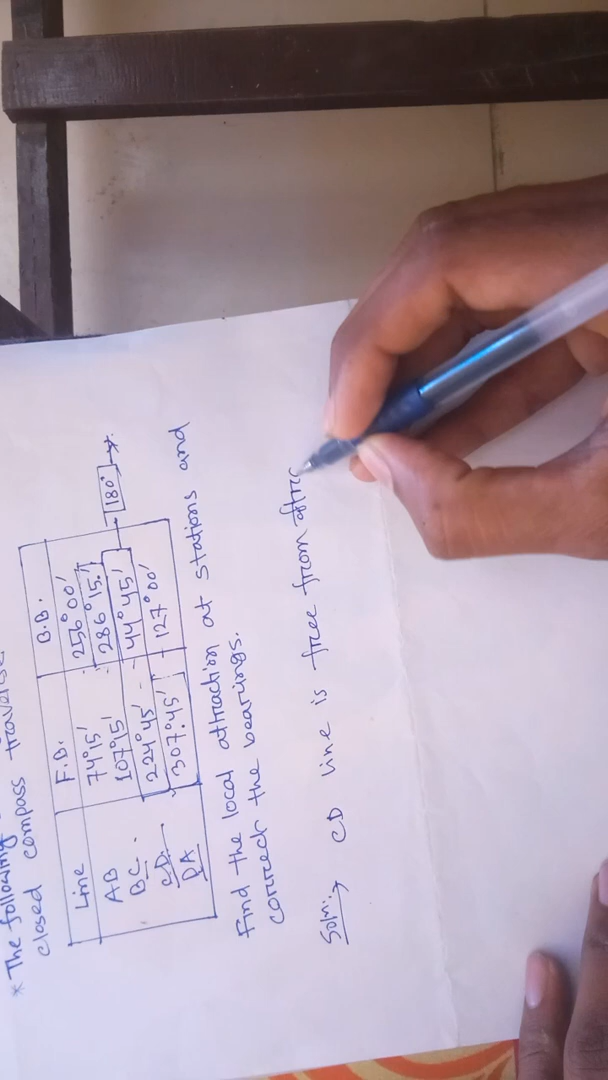 * The following
closed compass traverse
Line F.B. B.B.
AB 74°15' 256°00'
BC. 107°15' 286°15'
CD. 224°45' 44°45' 180°
DA 307°45' 127°00'
Find the local attraction at stations and
correct the bearings.
Soln: → CD line is free from attrac